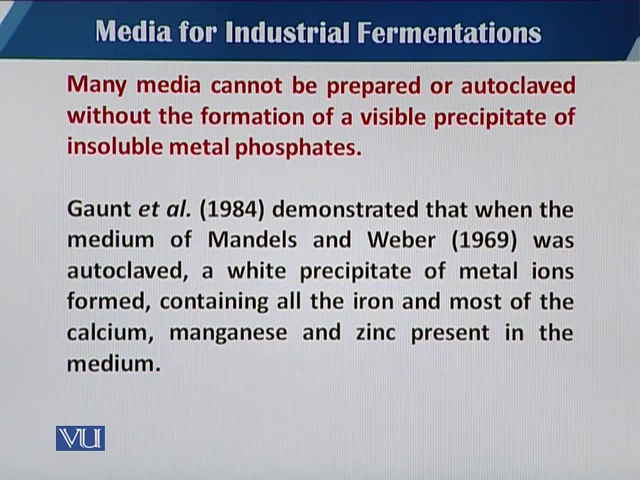 Media for Industrial Fermentations
Many media cannot be prepared or autoclaved
without the formation of a visible precipitate of
insoluble metal phosphates.
Gaunt et al. (1984) demonstrated that when the
medium of Mandels and Weber (1969) was
autoclaved, a white precipitate of metal ions
formed, containing all the iron and most of the
calcium, manganese and zinc present in the
medium.
VU